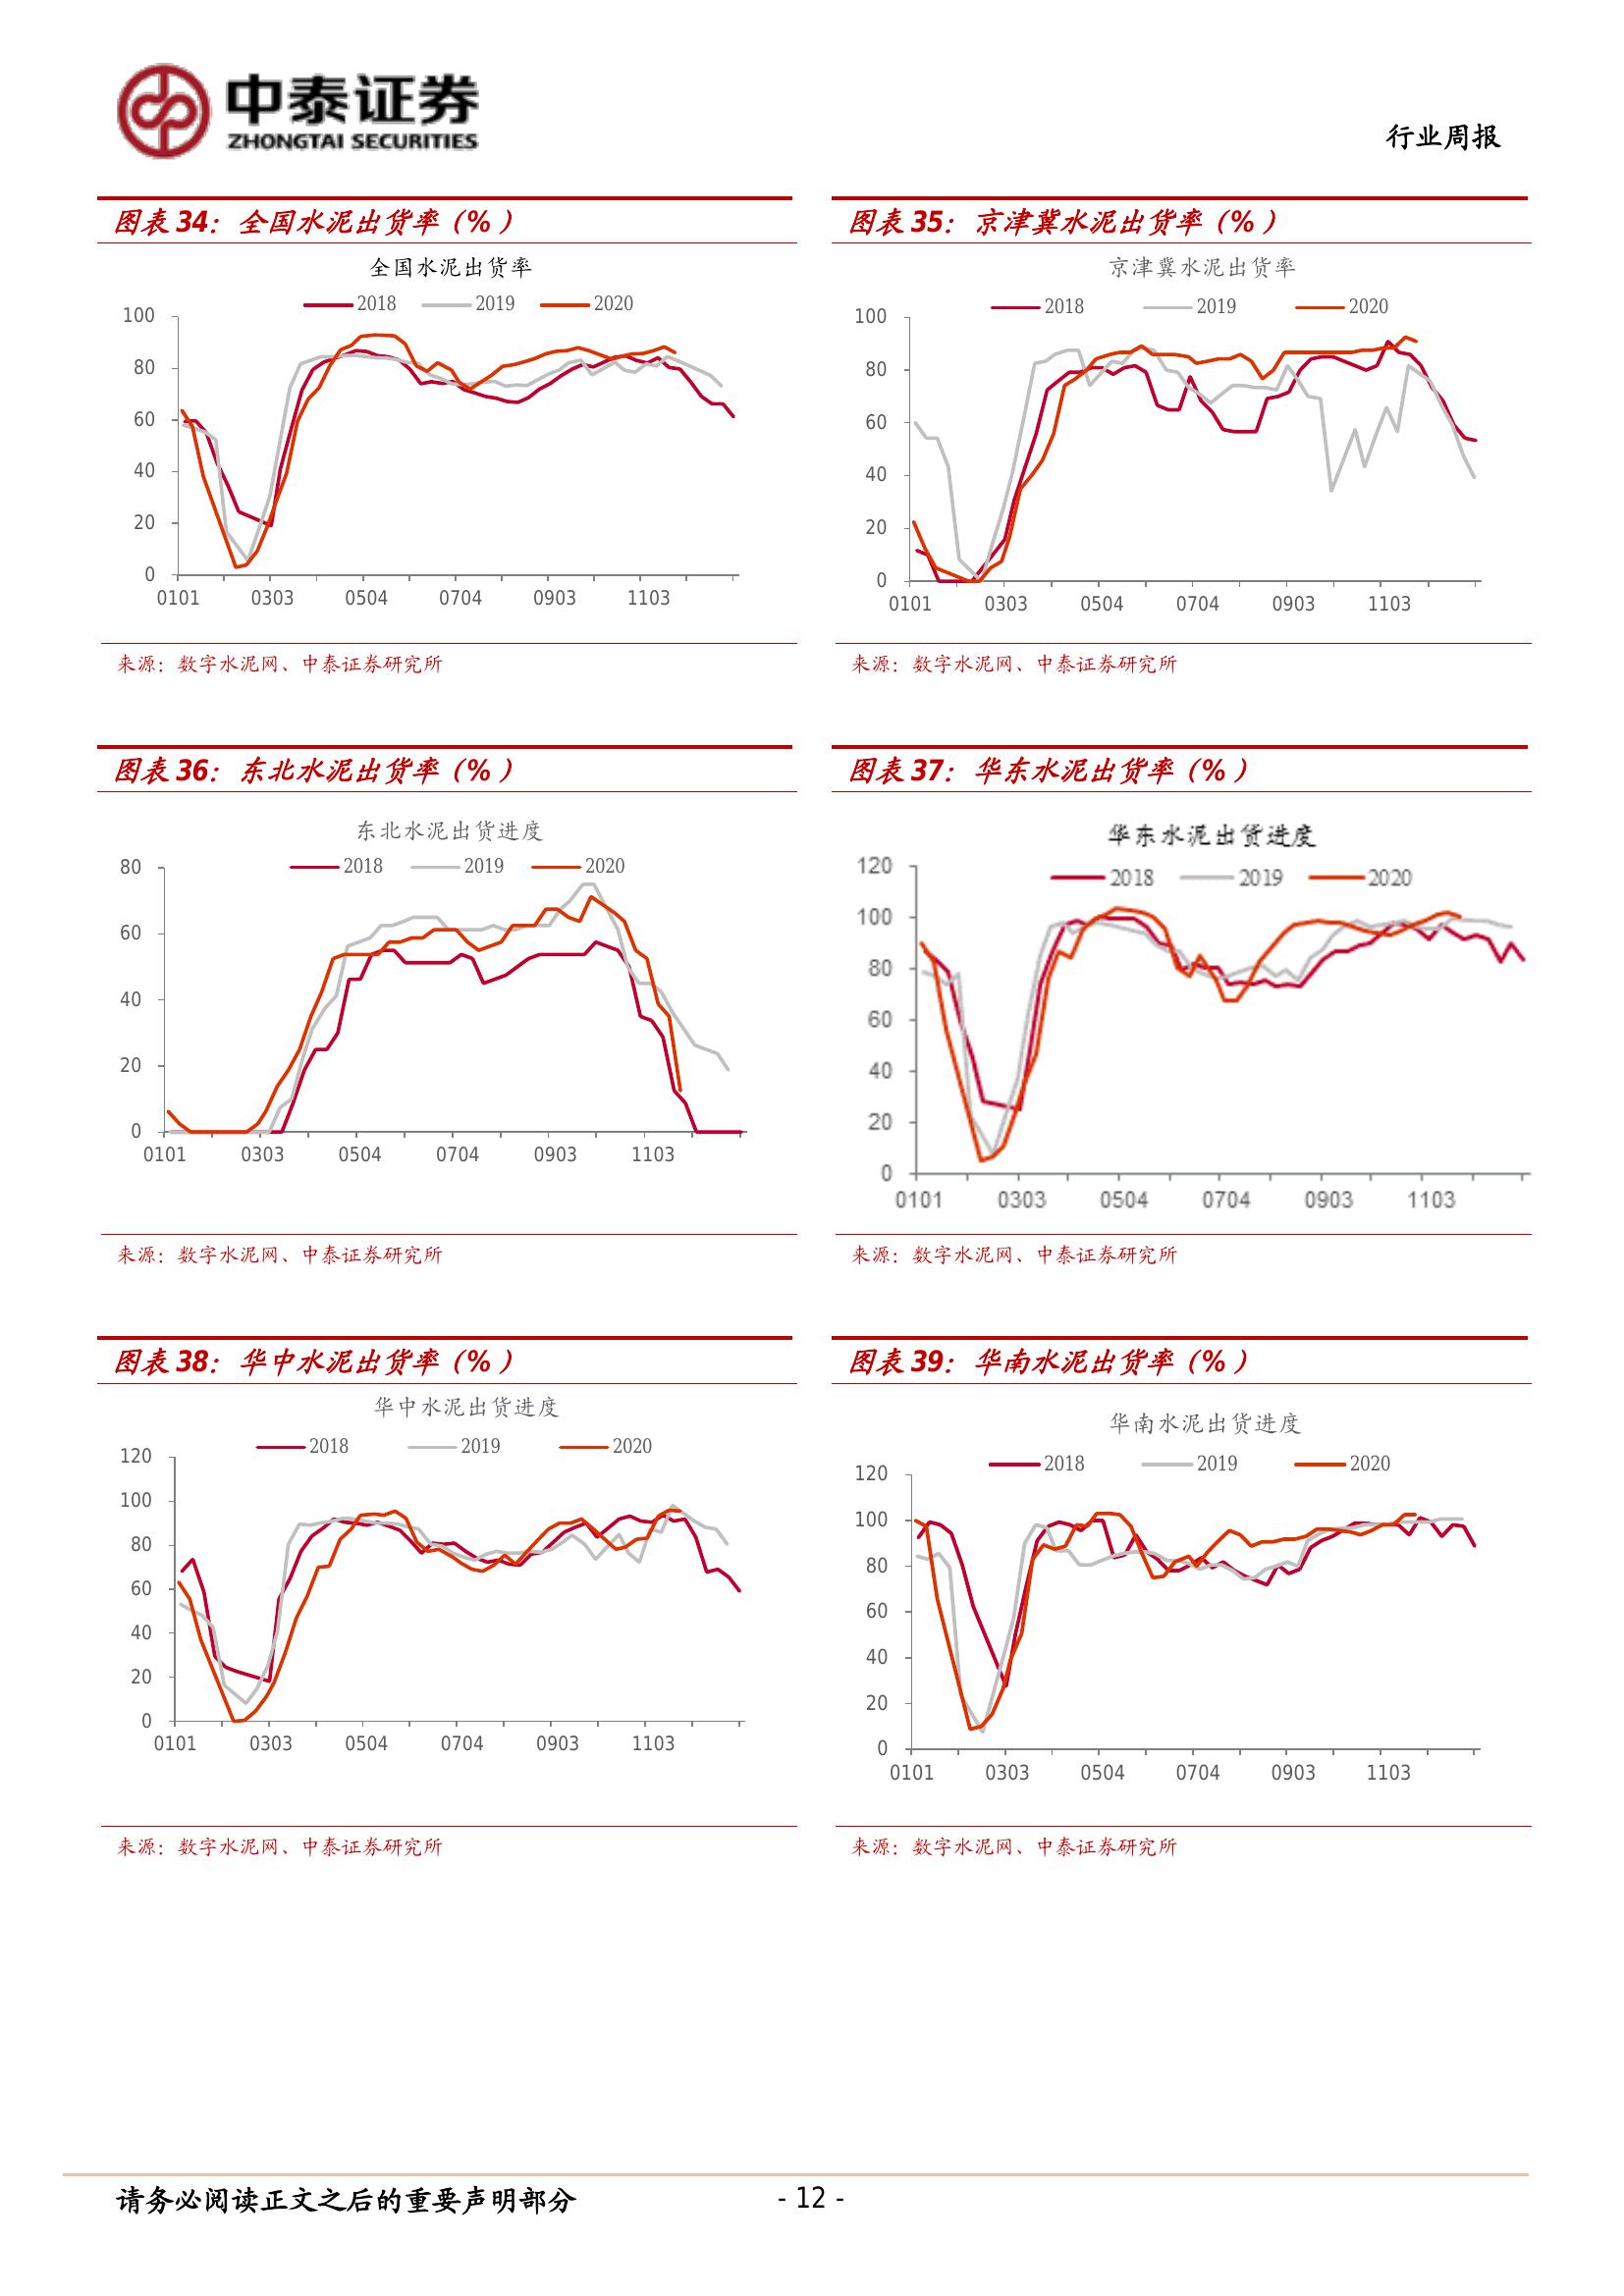 中泰证券
ZHONGTAI SECURITIES
行业周报
图表 34：全国水泥出货率（%）
全国水泥出货率
2018 2019 2020
100
80
60
40
20
0
0101 0303 0504 0704 0903 1103
来源：数字水泥网、中泰证券研究所
图表 35：京津冀水泥出货率（%）
京津冀水泥出货率
2018 2019 2020
100
80
60
40
20
0
0101 0303 0504 0704 0903 1103
来源：数字水泥网、中泰证券研究所
图表 36：东北水泥出货率（%）
东北水泥出货进度
2018 2019 2020
80
60
40
20
0
0101 0303 0504 0704 0903 1103
来源：数字水泥网、中泰证券研究所
图表 37：华东水泥出货率（%）
华东水泥出货进度
2018 2019 2020
120
100
80
60
40
20
0
0101 0303 0504 0704 0903 1103
来源：数字水泥网、中泰证券研究所
图表 38：华中水泥出货率（%）
华中水泥出货进度
2018 2019 2020
120
100
80
60
40
20
0
0101 0303 0504 0704 0903 1103
来源：数字水泥网、中泰证券研究所
图表 39：华南水泥出货率（%）
华南水泥出货进度
2018 2019 2020
120
100
80
60
40
20
0
0101 0303 0504 0704 0903 1103
来源：数字水泥网、中泰证券研究所
请务必阅读正文之后的重要声明部分
- 12 -